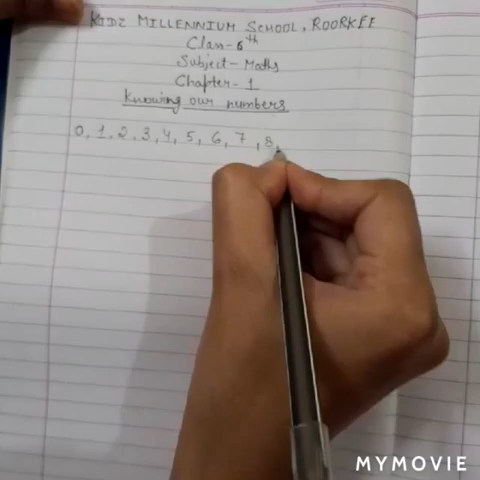 KIDZ MILLENNIUM SCHOOL, ROORKEE
Class-6th
Subject-Maths
Chapter-1
Knowing our numbers
0, 1, 2, 3, 4, 5, 6, 7, 8,
MYMOVIE